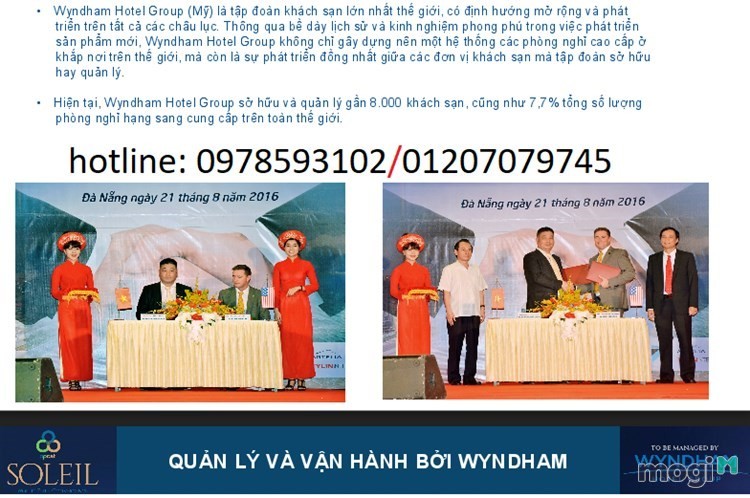 • Wyndham Hotel Group (Mỹ) là tập đoàn khách sạn lớn nhất thế giới, có định hướng mở rộng và phát
triển trên tất cả các châu lục. Thông qua bề dày lịch sử và kinh nghiệm phong phú trong việc phát triển
sản phẩm mới, Wyndham Hotel Group không chỉ gây dựng nên một hệ thống các phòng nghỉ cao cấp ở
khắp nơi trên thế giới, mà còn là sự phát triển đồng nhất giữa các đơn vị khách sạn mà tập đoàn sở hữu
hay quản lý.
• Hiện tại, Wyndham Hotel Group sở hữu và quản lý gần 8.000 khách sạn, cũng như 7,7% tổng số lượng
phòng nghỉ hạng sang cung cấp trên toàn thế giới.
hotline: 0978593102/01207079745
Đà Nẵng ngày 21 tháng 8 năm 2016
Đà Nẵng ngày 21 tháng 8 năm 2016
SOLEIL
QUẢN LÝ VÀ VẬN HÀNH BỞI WYNDHAM
TO BE MANAGED BY
WYNDHAM
mogi